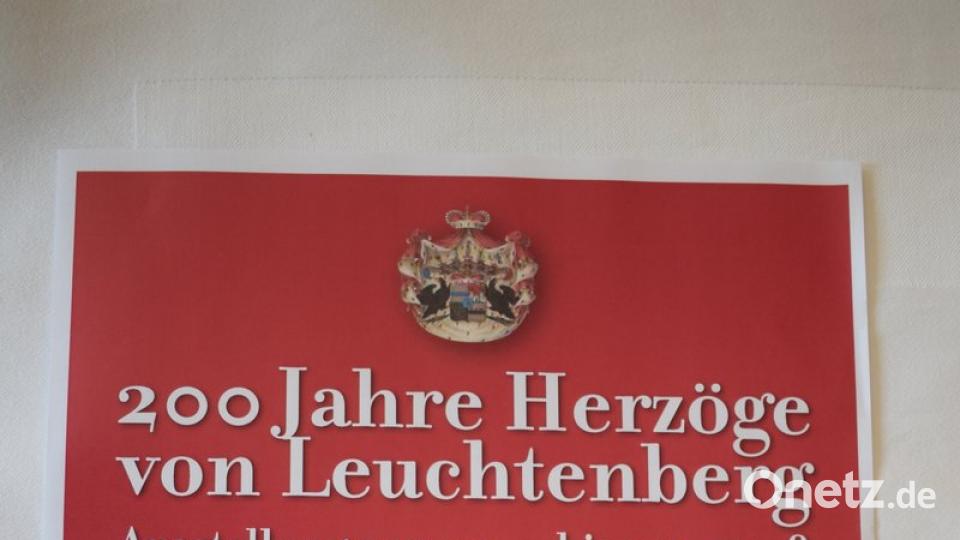 200 Jahre Herzöge
von Leuchtenberg
Onetz.de